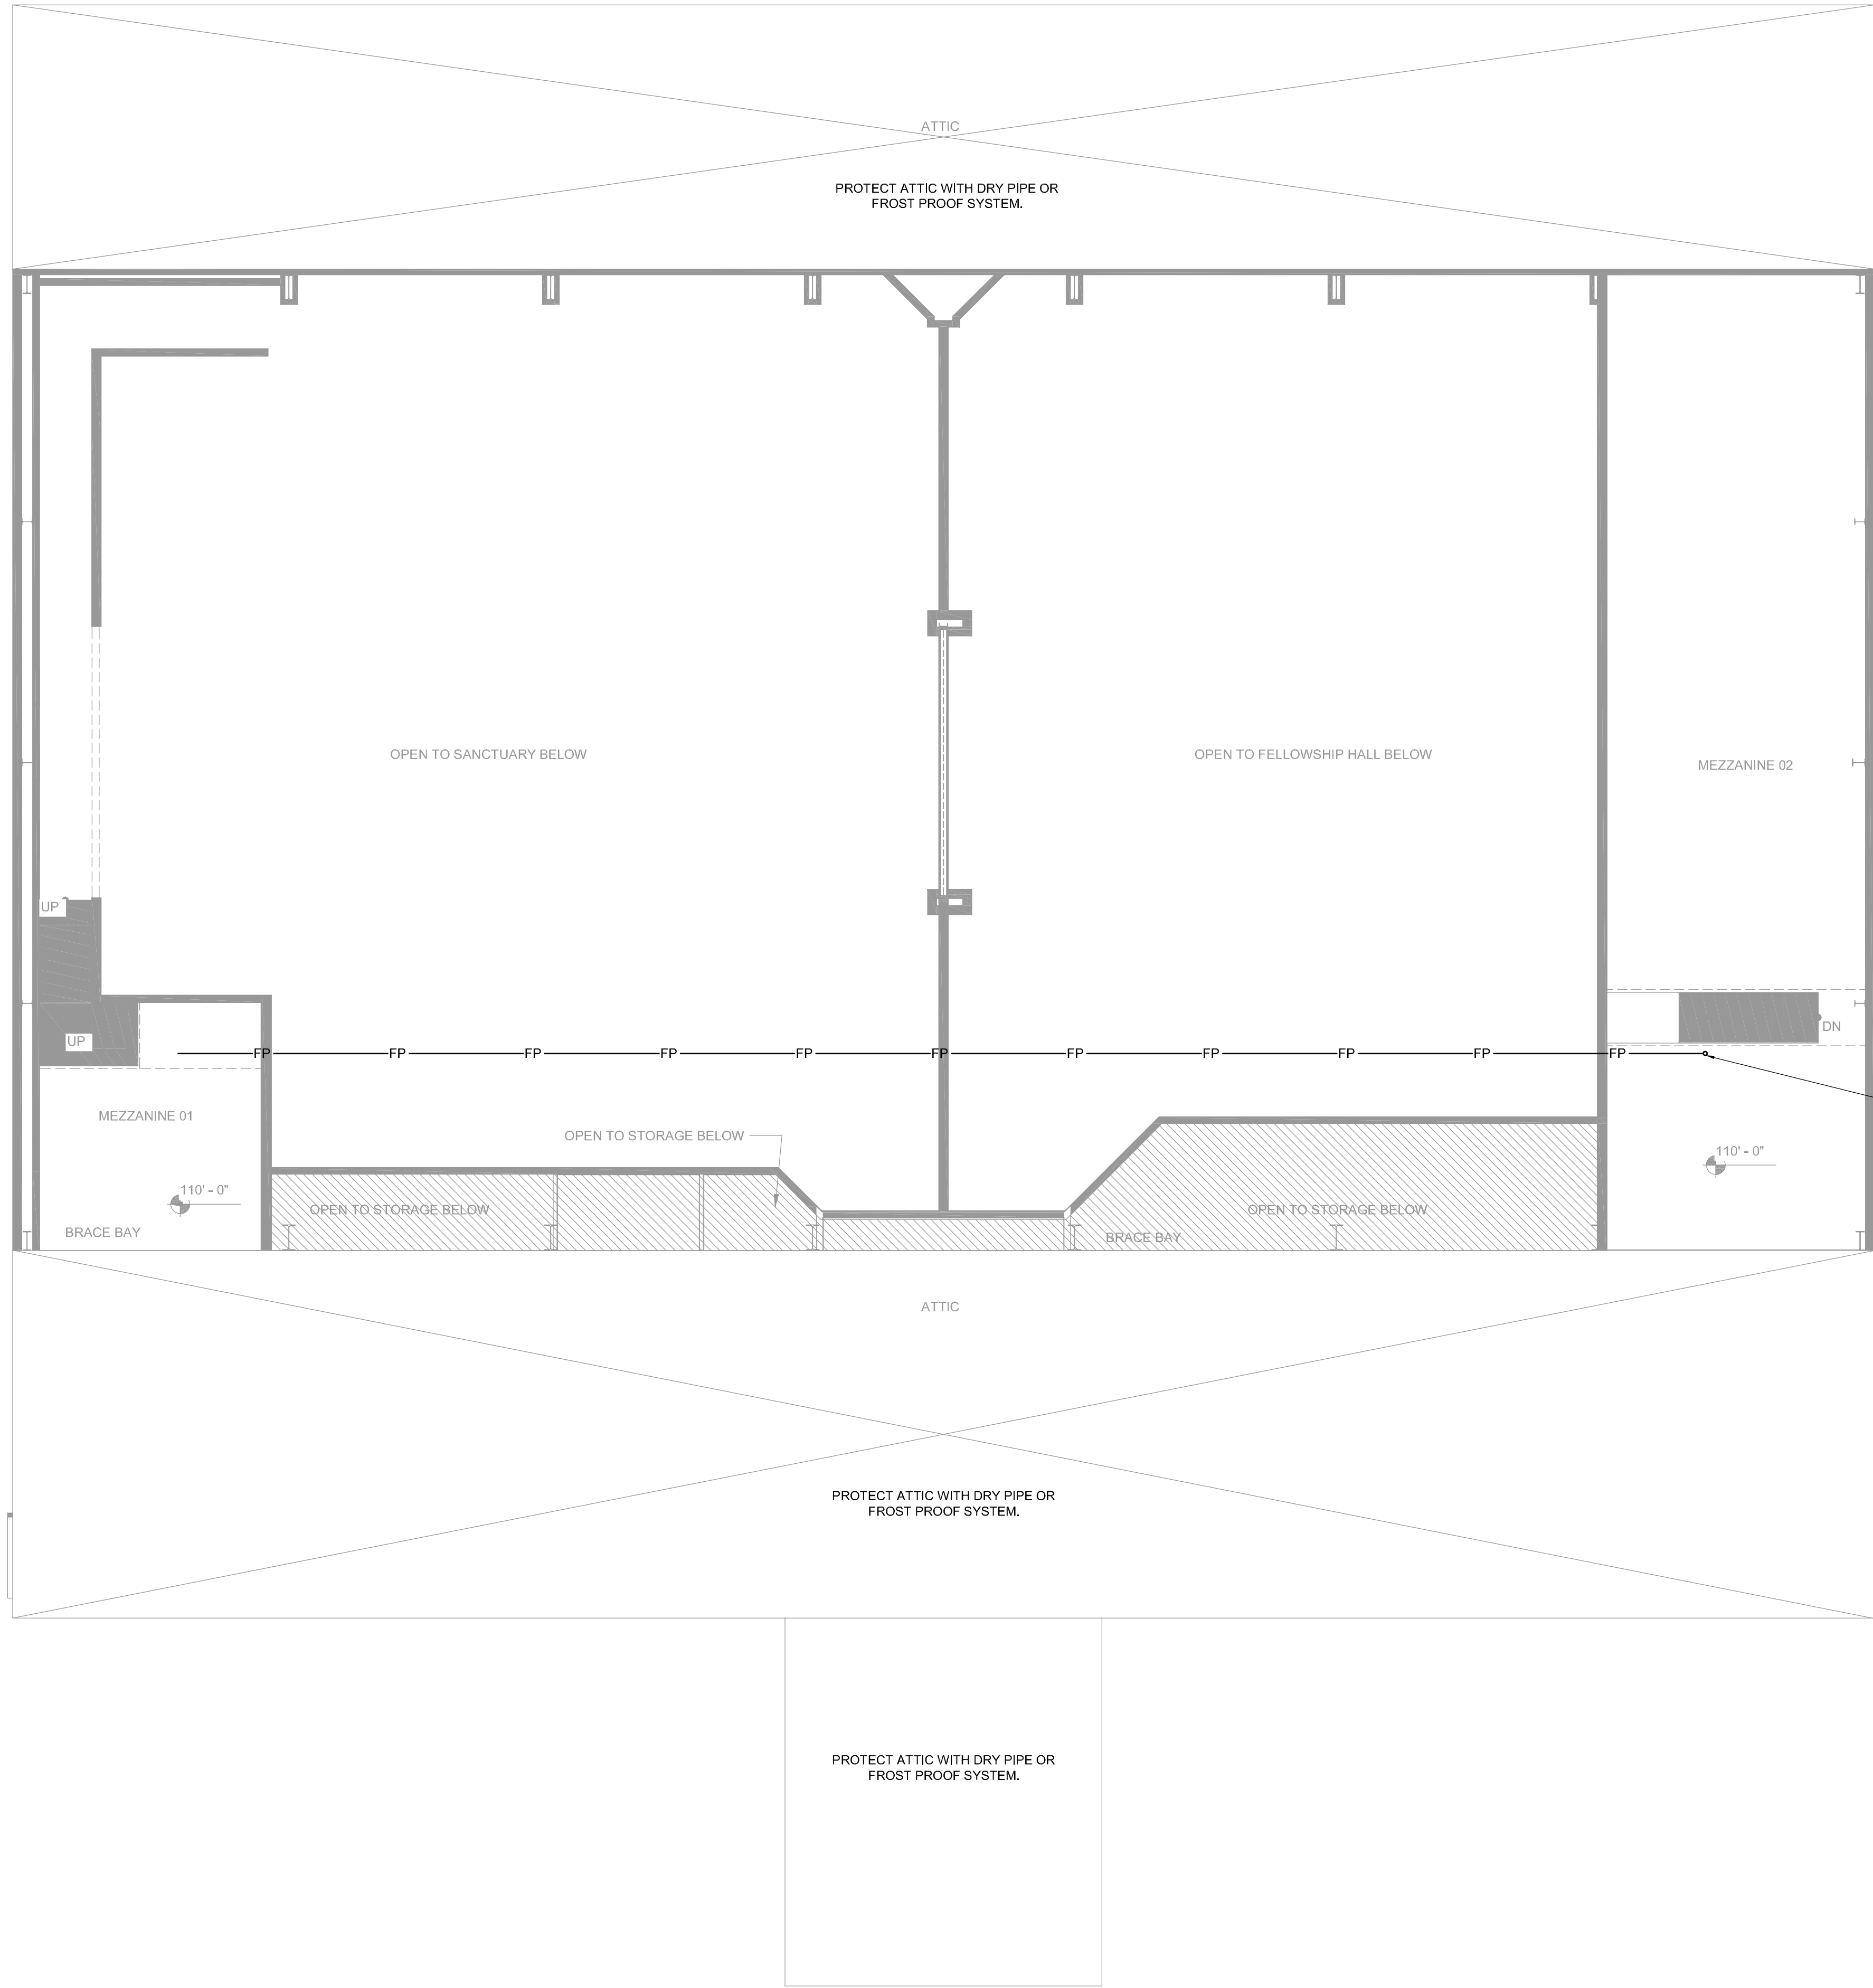 ATTIC
PROTECT ATTIC WITH DRY PIPE OR
FROST PROOF SYSTEM.
OPEN TO SANCTUARY BELOW
OPEN TO FELLOWSHIP HALL BELOW
MEZZANINE 02
UP
UP
DN
FP FP FP FP FP FP FP FP FP FP FP
MEZZANINE 01
OPEN TO STORAGE BELOW
110' - 0"
110' - 0"
OPEN TO STORAGE BELOW
OPEN TO STORAGE BELOW
BRACE BAY
BRACE BAY
ATTIC
PROTECT ATTIC WITH DRY PIPE OR
FROST PROOF SYSTEM.
PROTECT ATTIC WITH DRY PIPE OR
FROST PROOF SYSTEM.